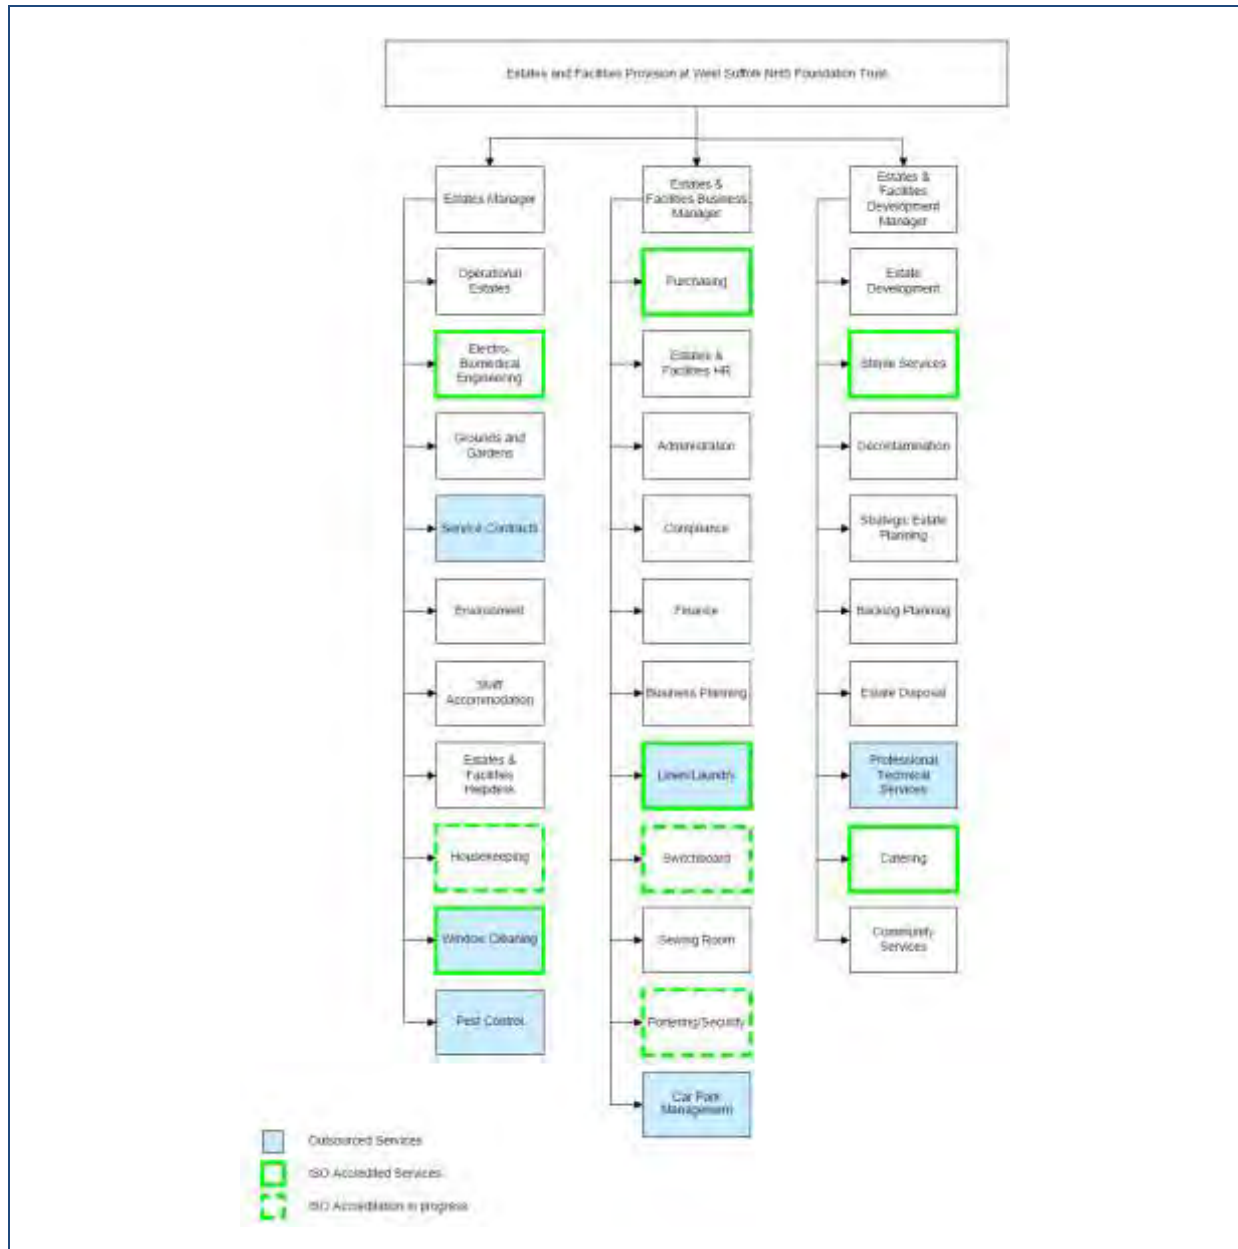 Estates and Facilities Provision at West Suffolk NHS Foundation Trust
Estates Manager
Operational
Estates
Electro-
Biomedical
Engineering
Grounds and
Gardens
Service Contracts
Environment
Staff
Accommodation
Estates &
Facilities
Helpdesk
Housekeeping
Window Cleaning
Pest Control
Estates &
Facilities Business
Manager
Purchasing
Estates &
Facilities HR
Administration
Compliance
Finance
Business Planning
Linen/Laundry
Switchboard
Sewing Room
Portering/Security
Car Park
Management
Estates &
Facilities
Development
Manager
Estate
Development
Sterile Services
Decontamination
Strategic Estate
Planning
Backlog Planning
Estate Disposal
Professional
Technical
Services
Catering
Community
Services
Outsourced Services
ISO Accredited Services
ISO Accreditation in progress